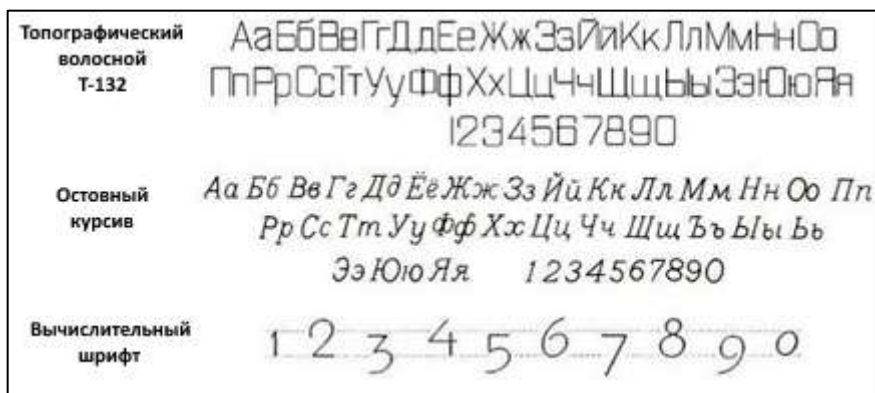 Топографический
волосной
Т-132
АаБбВвГгДдЕеЖжЗзЙйКкЛлМмНнОо
ПпРрСсТтУуФфХхЦцЧчШщЫыЭэЮюЯя
1234567890
Остовный
курсив
Аа Бб Вв Гг Дд Ёё Жж Зз Йй Кк Лл Мм Нн Оо Пп
Рр Сс Тт Уу Фф Хх Цц Чч Шщ Ъъ Ыы Ьь
Ээ Юю Яя 1234567890
Вычислительный
шрифт
1 2 3 4 5 6 7 8 9 0